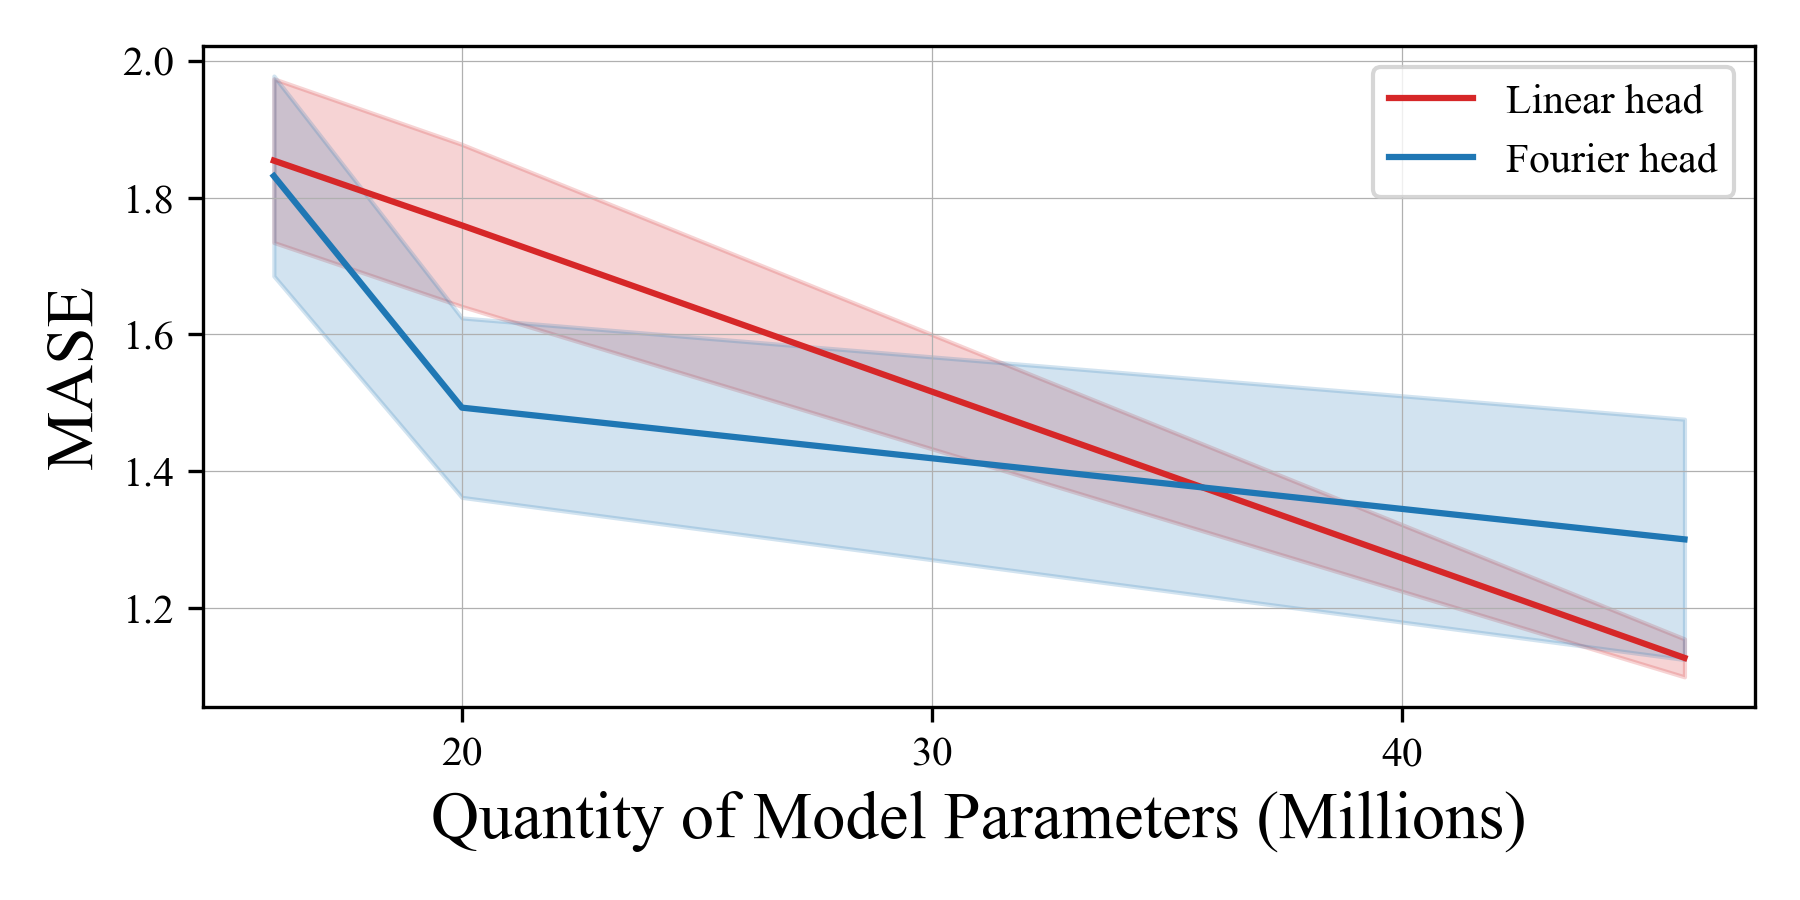 2.0
1.8
1.6
1.4
1.2
MASE
Linear head
Fourier head
20 30 40
Quantity of Model Parameters (Millions)